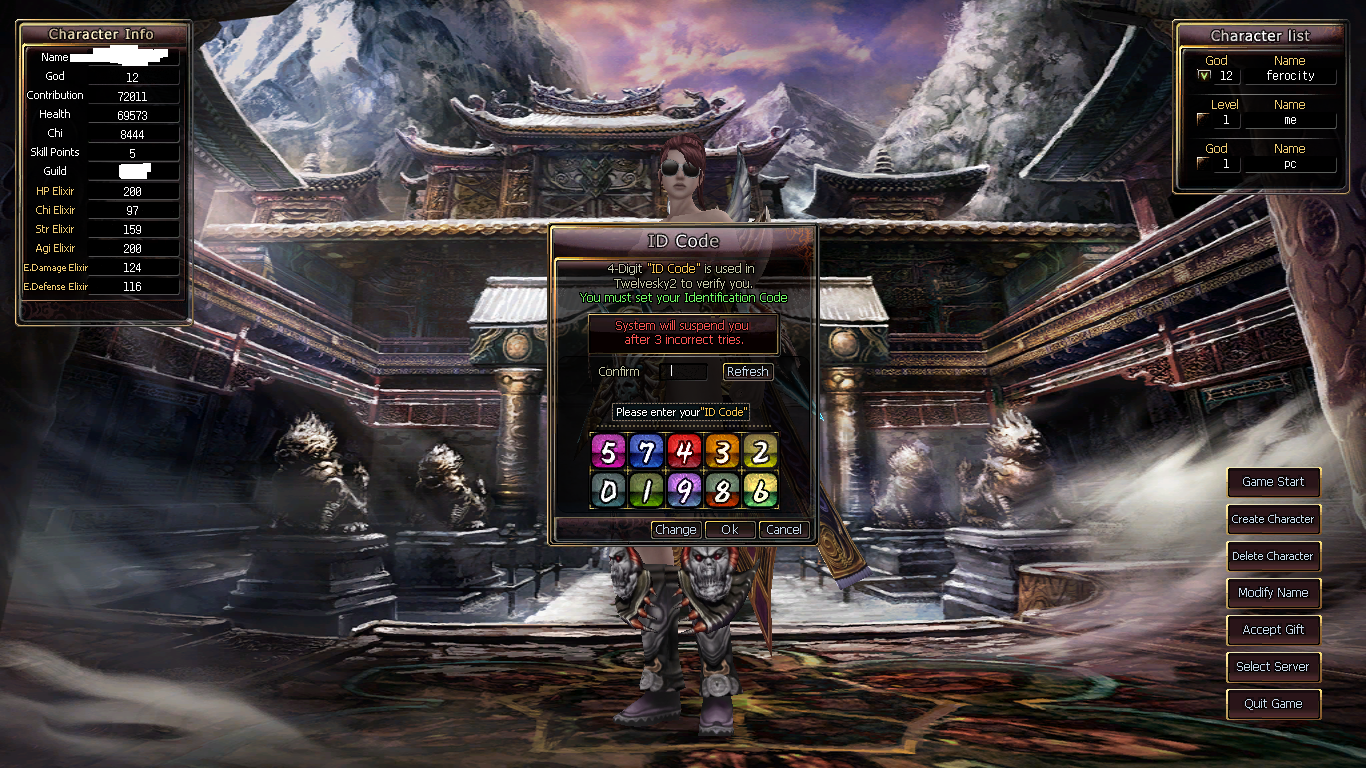 Character Info
Name
God 12
Contribution 72011
Health 69573
Chi 8444
Skill Points 5
Guild
HP Elixir 200
Chi Elixir 97
Str Elixir 159
Agi Elixir 200
E.Damage Elixir 124
E.Defense Elixir 116
Character list
God Name
12 ferocity
Level Name
1 me
God Name
1 pc
ID Code
4-Digit "ID Code" is used in
Twelvesky2 to verify you.
You must set your Identification Code
System will suspend you
after 3 incorrect tries.
Confirm Refresh
Please enter your"ID Code"
5 7 4 3 2
0 1 9 8 6
Change Ok Cancel
Game Start
Create Character
Delete Character
Modify Name
Accept Gift
Select Server
Quit Game